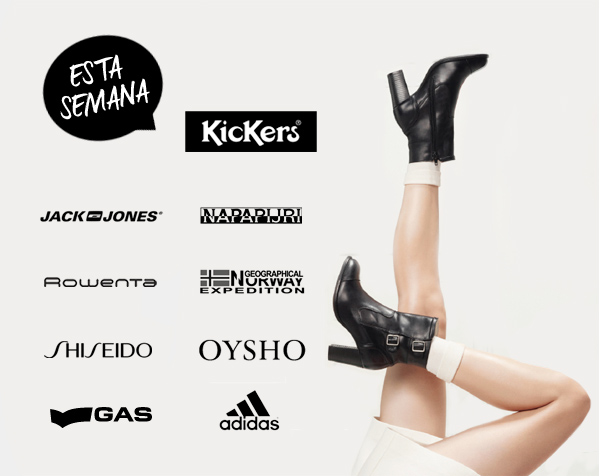 ESTA
SEMANA
KicKers®
JACK & JONES®
NAPAPIJRI
Rowenta
GEOGRAPHICAL
NORWAY
EXPEDITION
SHISEIDO
OYSHO
GAS
adidas